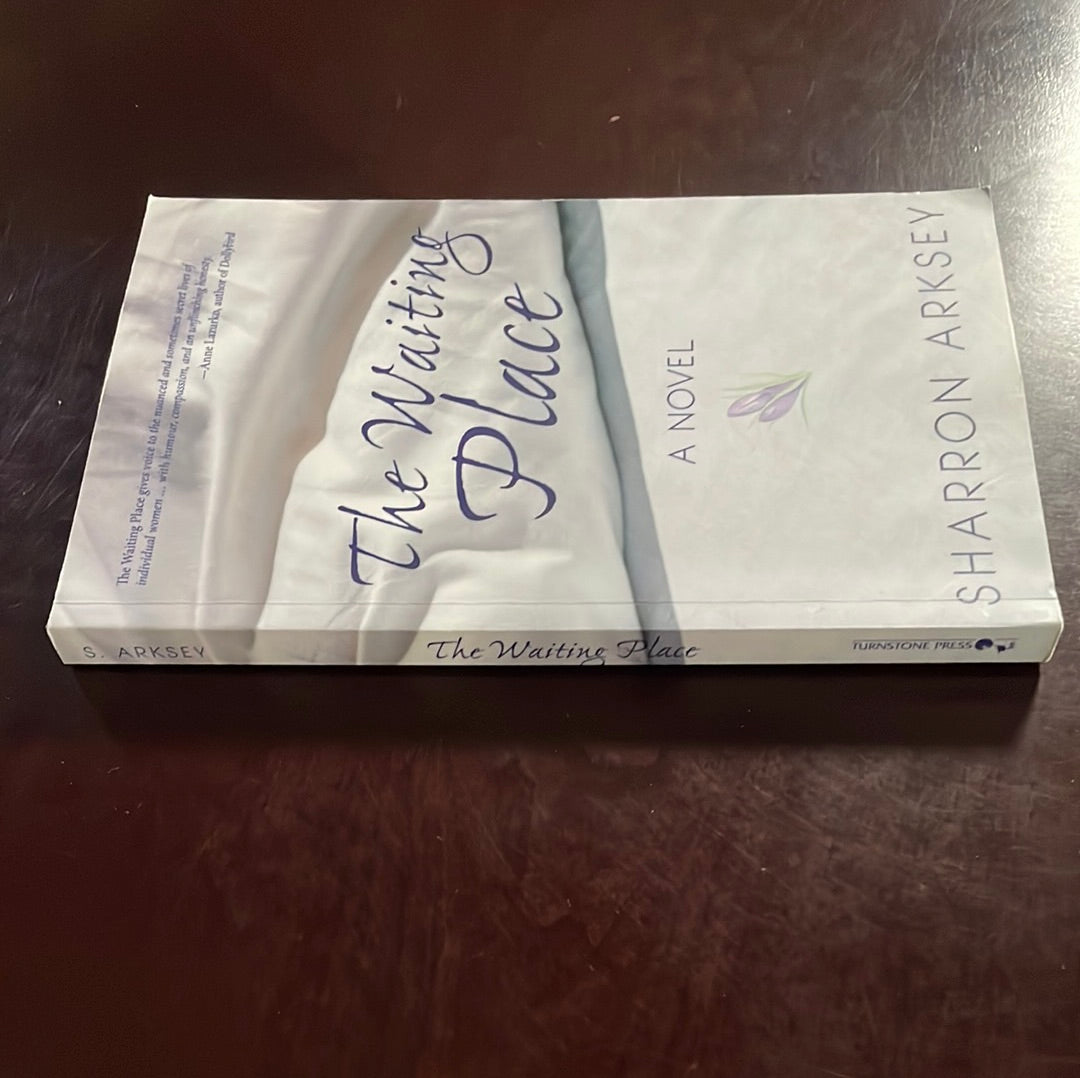 The Waiting Place gives voice to the nuanced and sometimes secret lives of
individual women ... with humour, compassion, and an unflinching honesty.
—Anne Lazurko, author of Dollybird
The Waiting
Place
A NOVEL
SHARRON ARKSEY
S. ARKSEY
The Waiting Place
TURNSTONE PRESS